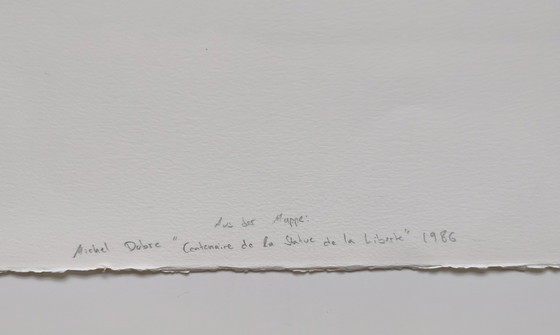 Aus der Mappe:
Michel Delore "Centenaire de la Statue de la Liberté" 1986